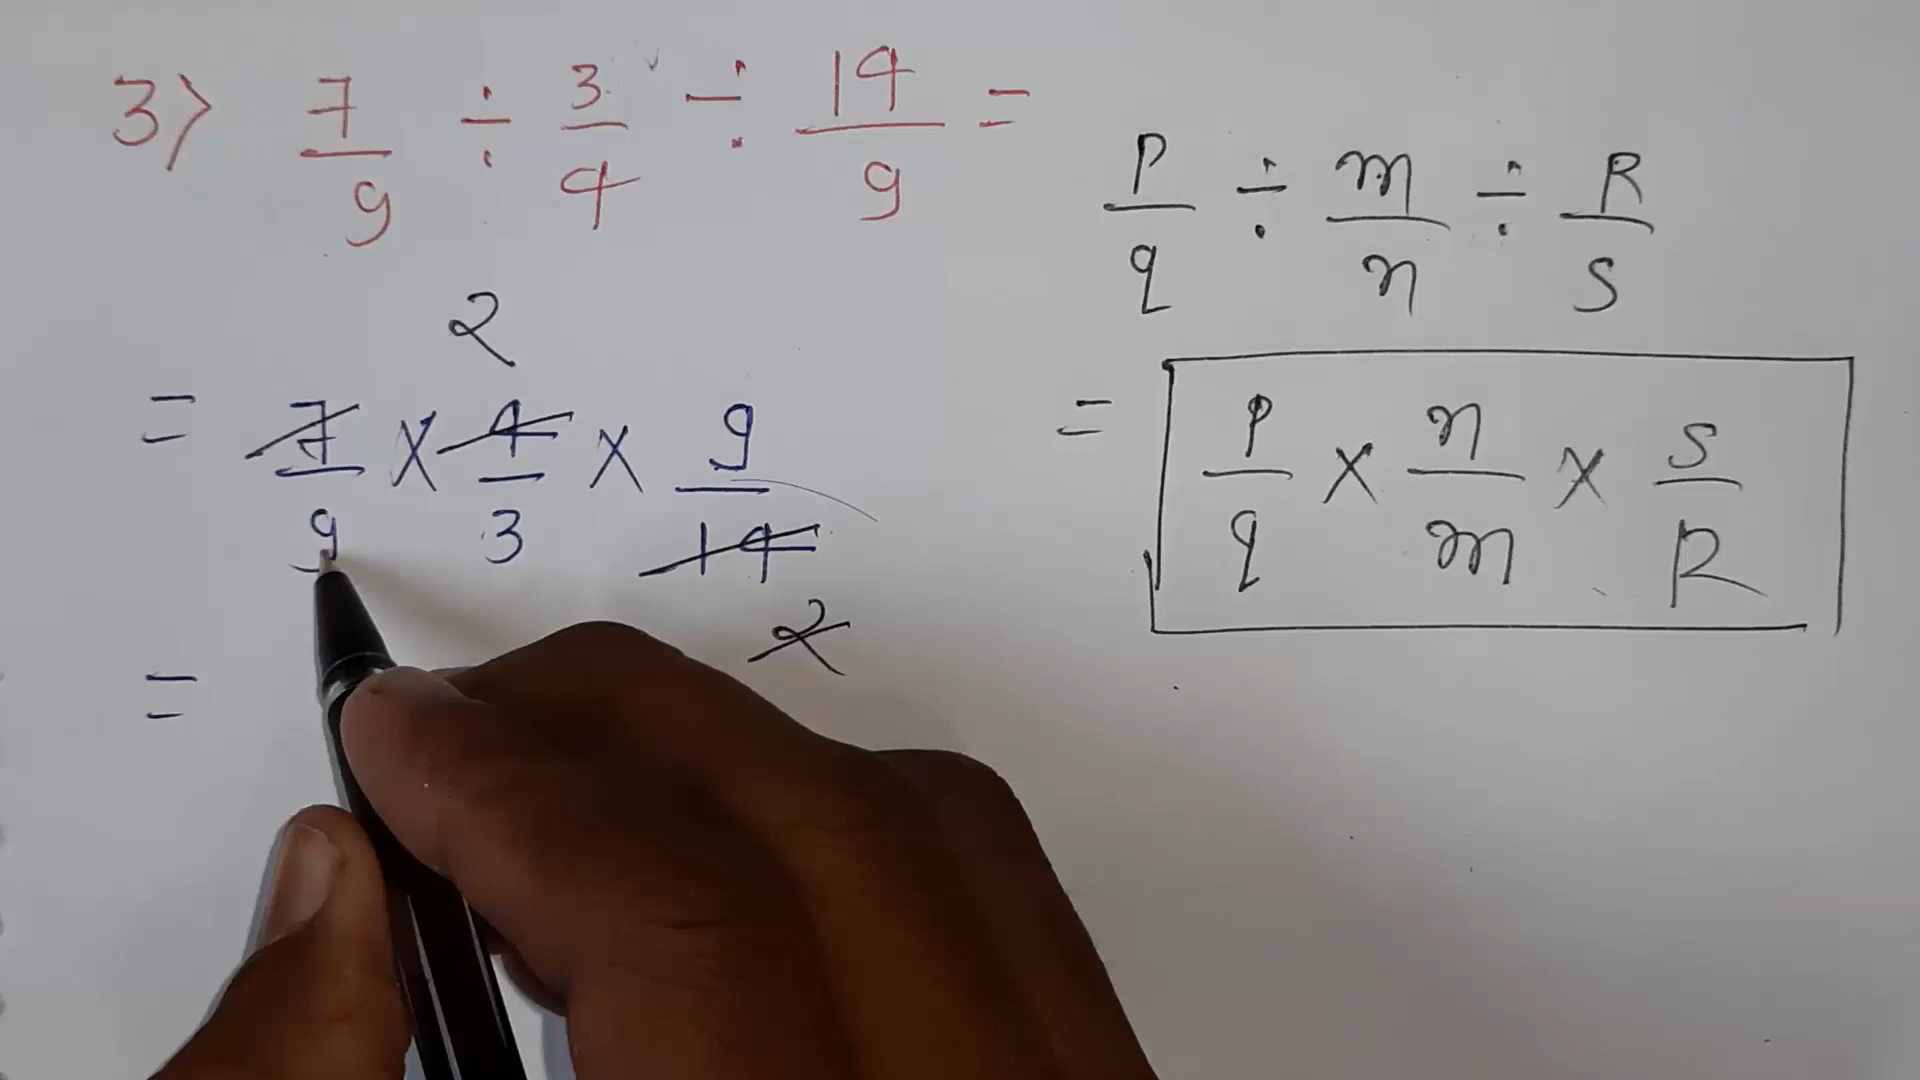 3) 7/9 ÷ 3/4 ÷ 14/9 =
P/q ÷ m/n ÷ R/S
2
= 7/9 × 4/3 × 9/14
2
=
= P/q × n/m × S/R